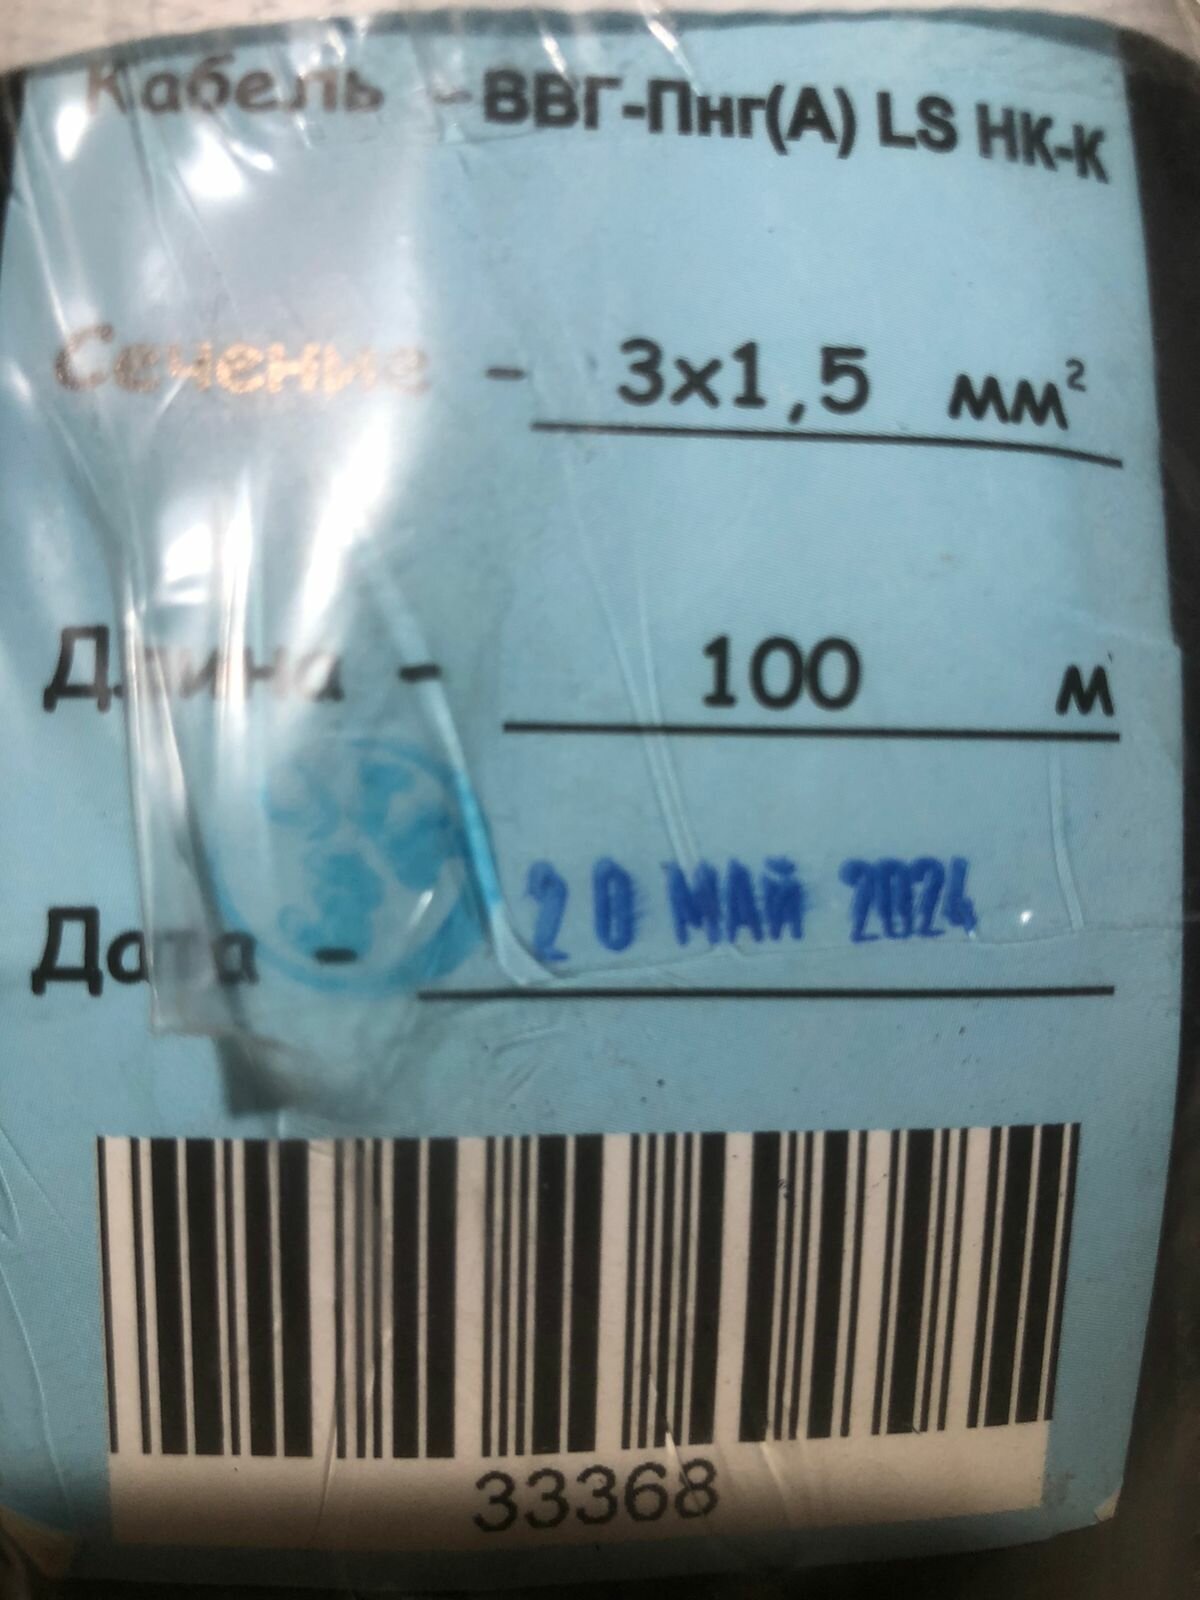 Кабель - ВВГ-Пнг(А) LS НК-К
Сечение - 3х1,5 мм²
Длина - 100 м
Дата - 20 МАЙ 2024
33368